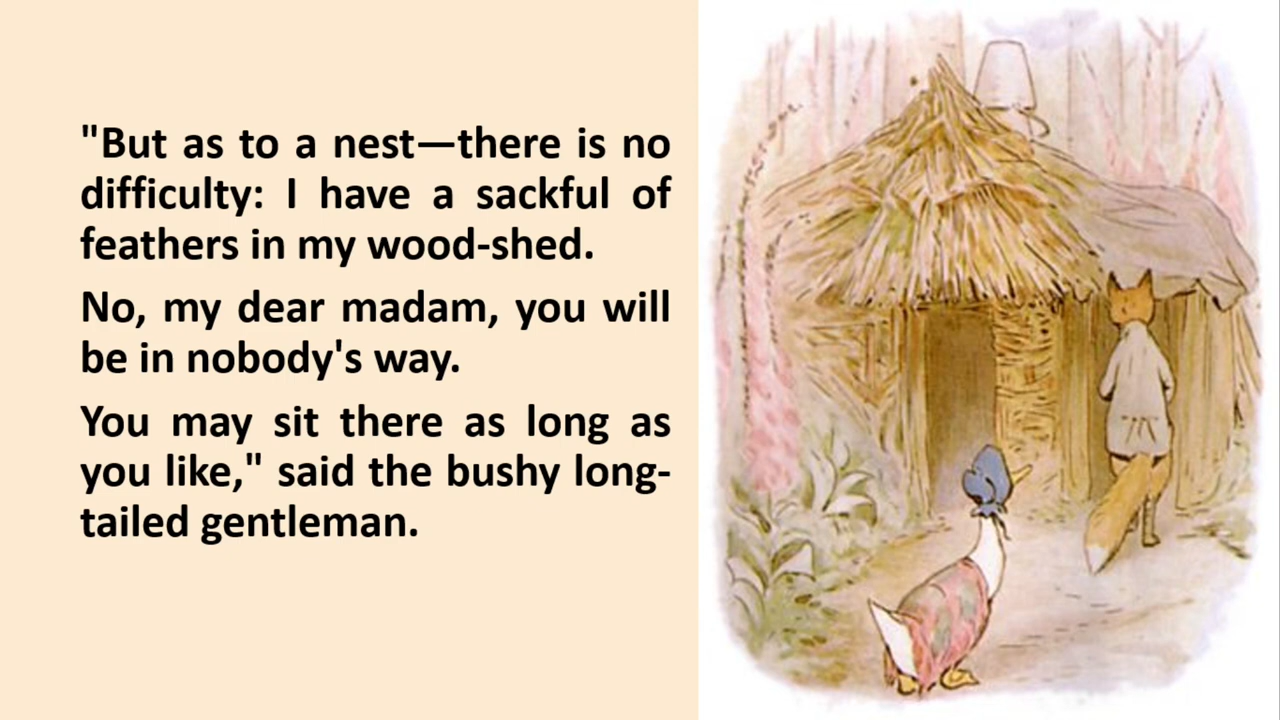 "But as to a nest—there is no
difficulty: I have a sackful of
feathers in my wood-shed.
No, my dear madam, you will
be in nobody's way.
You may sit there as long as
you like," said the bushy long-
tailed gentleman.